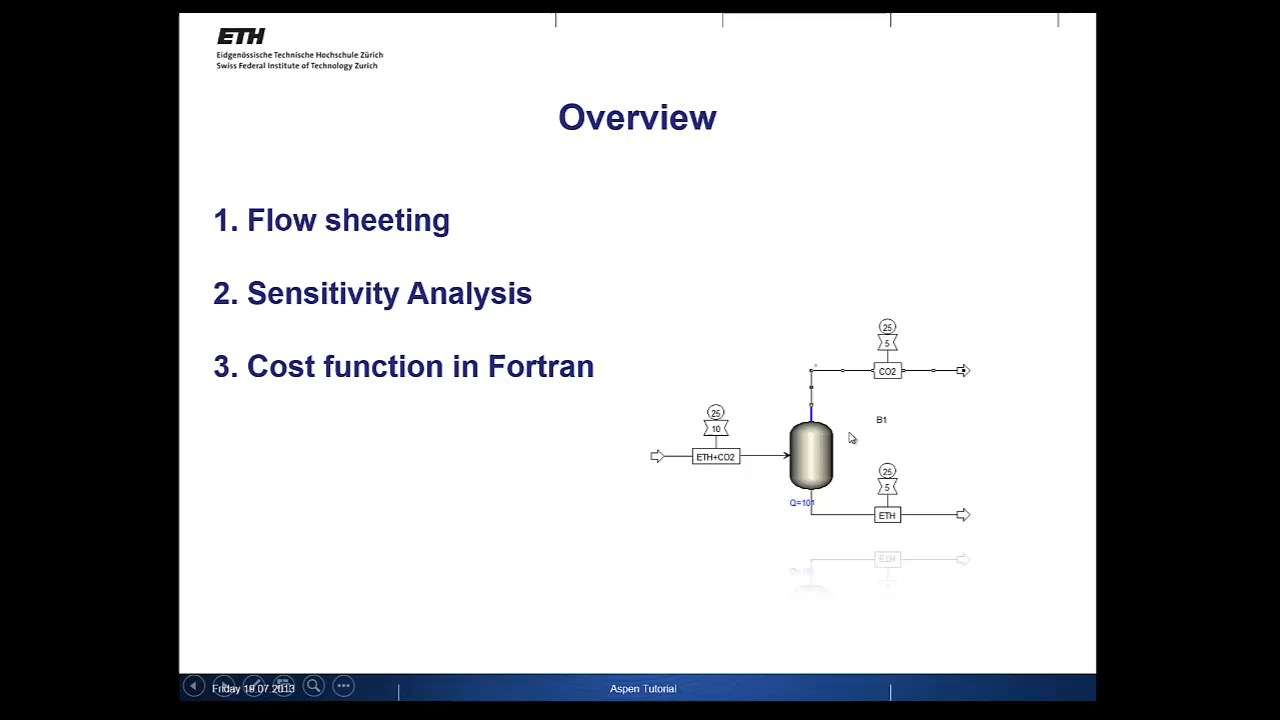 ETH
Eidgenössische Technische Hochschule Zürich
Swiss Federal Institute of Technology Zurich
Overview
1. Flow sheeting
2. Sensitivity Analysis
3. Cost function in Fortran
25
5
CO2
25
10
ETH+CO2
B1
25
5
Q=101
ETH
ETH
Friday 19.07.2013
Aspen Tutorial